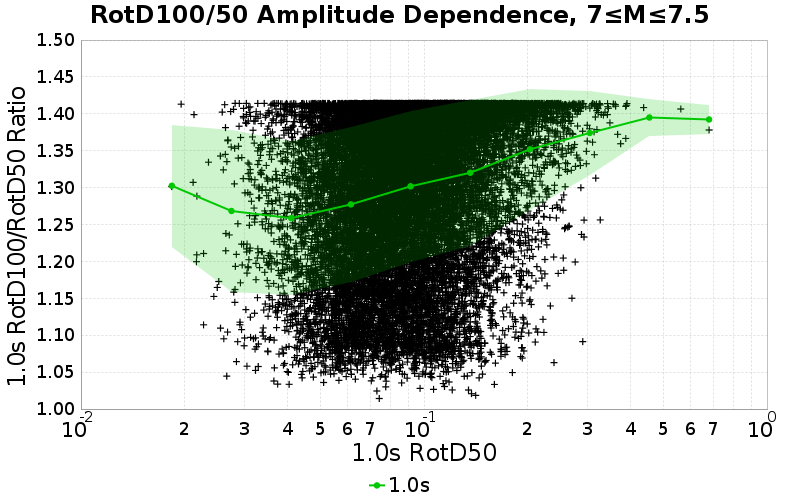 RotD100/50 Amplitude Dependence, 7≤M≤7.5
1.0s RotD100/RotD50 Ratio
1.50
1.45
1.40
1.35
1.30
1.25
1.20
1.15
1.10
1.05
1.00
10-2 2 3 4 5 6 7 10-1 2 3 4 5 6 7 100
1.0s RotD50
1.0s